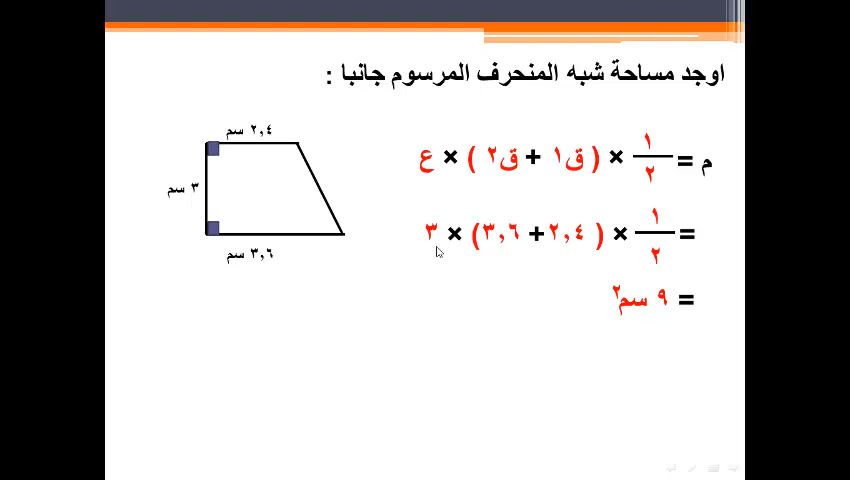 اوجد مساحة شبه المنحرف المرسوم جانبا :
٢,٤ سم
٣ سم
٣,٦ سم
م = ١/٢ × ( ق١ + ق٢ ) × ع
= ١/٢ × ( ٢,٤ + ٣,٦ ) × ٣
= ٩ سم٢